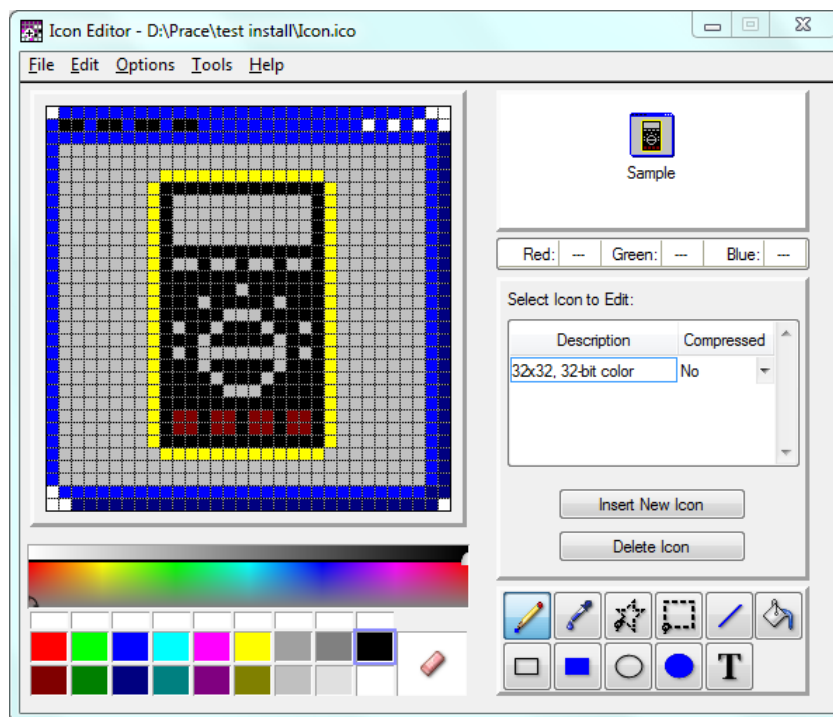 Icon Editor - D:\Prace\test install\Icon.ico
File Edit Options Tools Help
Sample
Red: --- Green: --- Blue: ---
Select Icon to Edit:
Description Compressed
32x32, 32-bit color No
Insert New Icon
Delete Icon
T